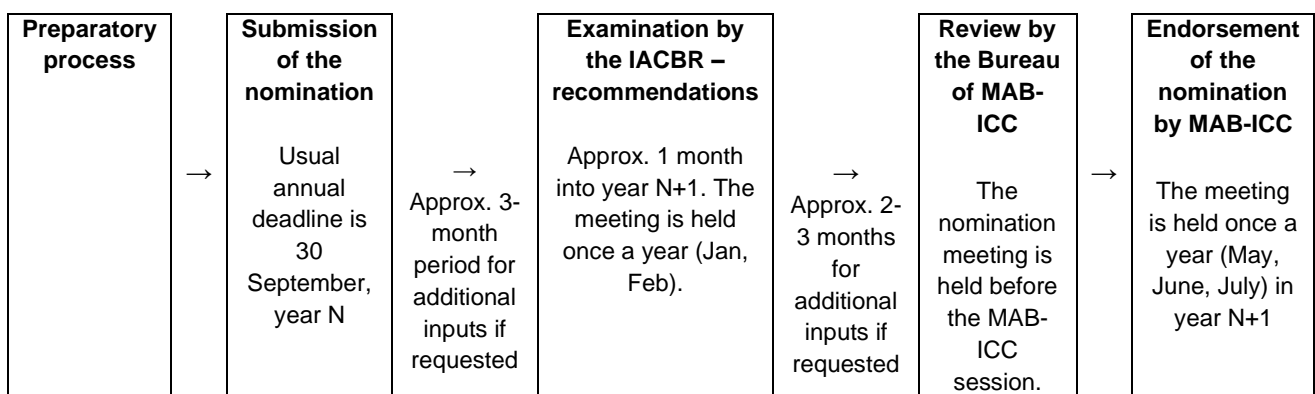 Preparatory
process
→
Submission
of the
nomination
Usual
annual
deadline is
30
September,
year N
→
Approx. 3-
month
period for
additional
inputs if
requested
Examination by
the IACBR –
recommendations
Approx. 1 month
into year N+1. The
meeting is held
once a year (Jan,
Feb).
→
Approx. 2-
3 months
for
additional
inputs if
requested
Review by
the Bureau
of MAB-
ICC
The
nomination
meeting is
held before
the MAB-
ICC
session.
→
Endorsement
of the
nomination
by MAB-ICC
The meeting
is held once a
year (May,
June, July) in
year N+1